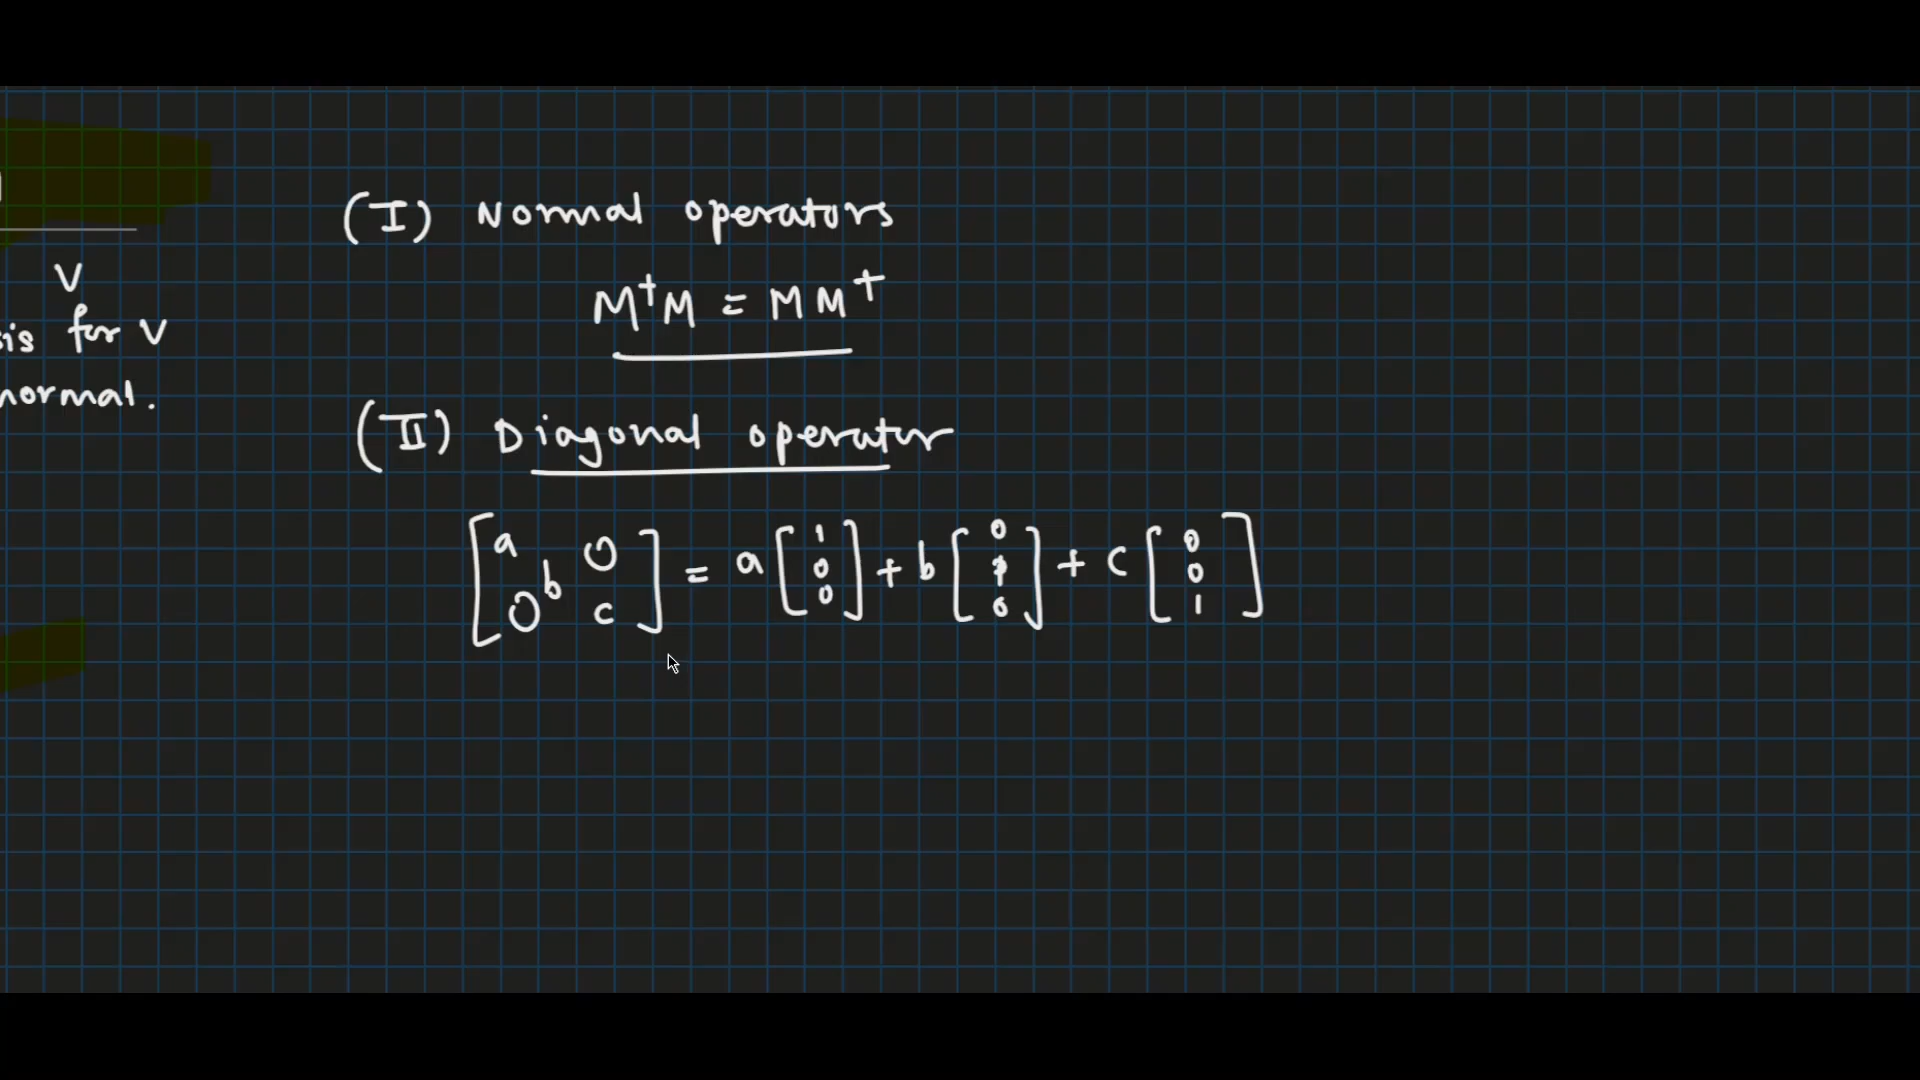 V
is for V
normal.
(I) Normal operators
M†M = MM†
(II) Diagonal operator
[a 0
b
0 c] = a[1 0 0] + b[0 1 0] + c[0 0 1]